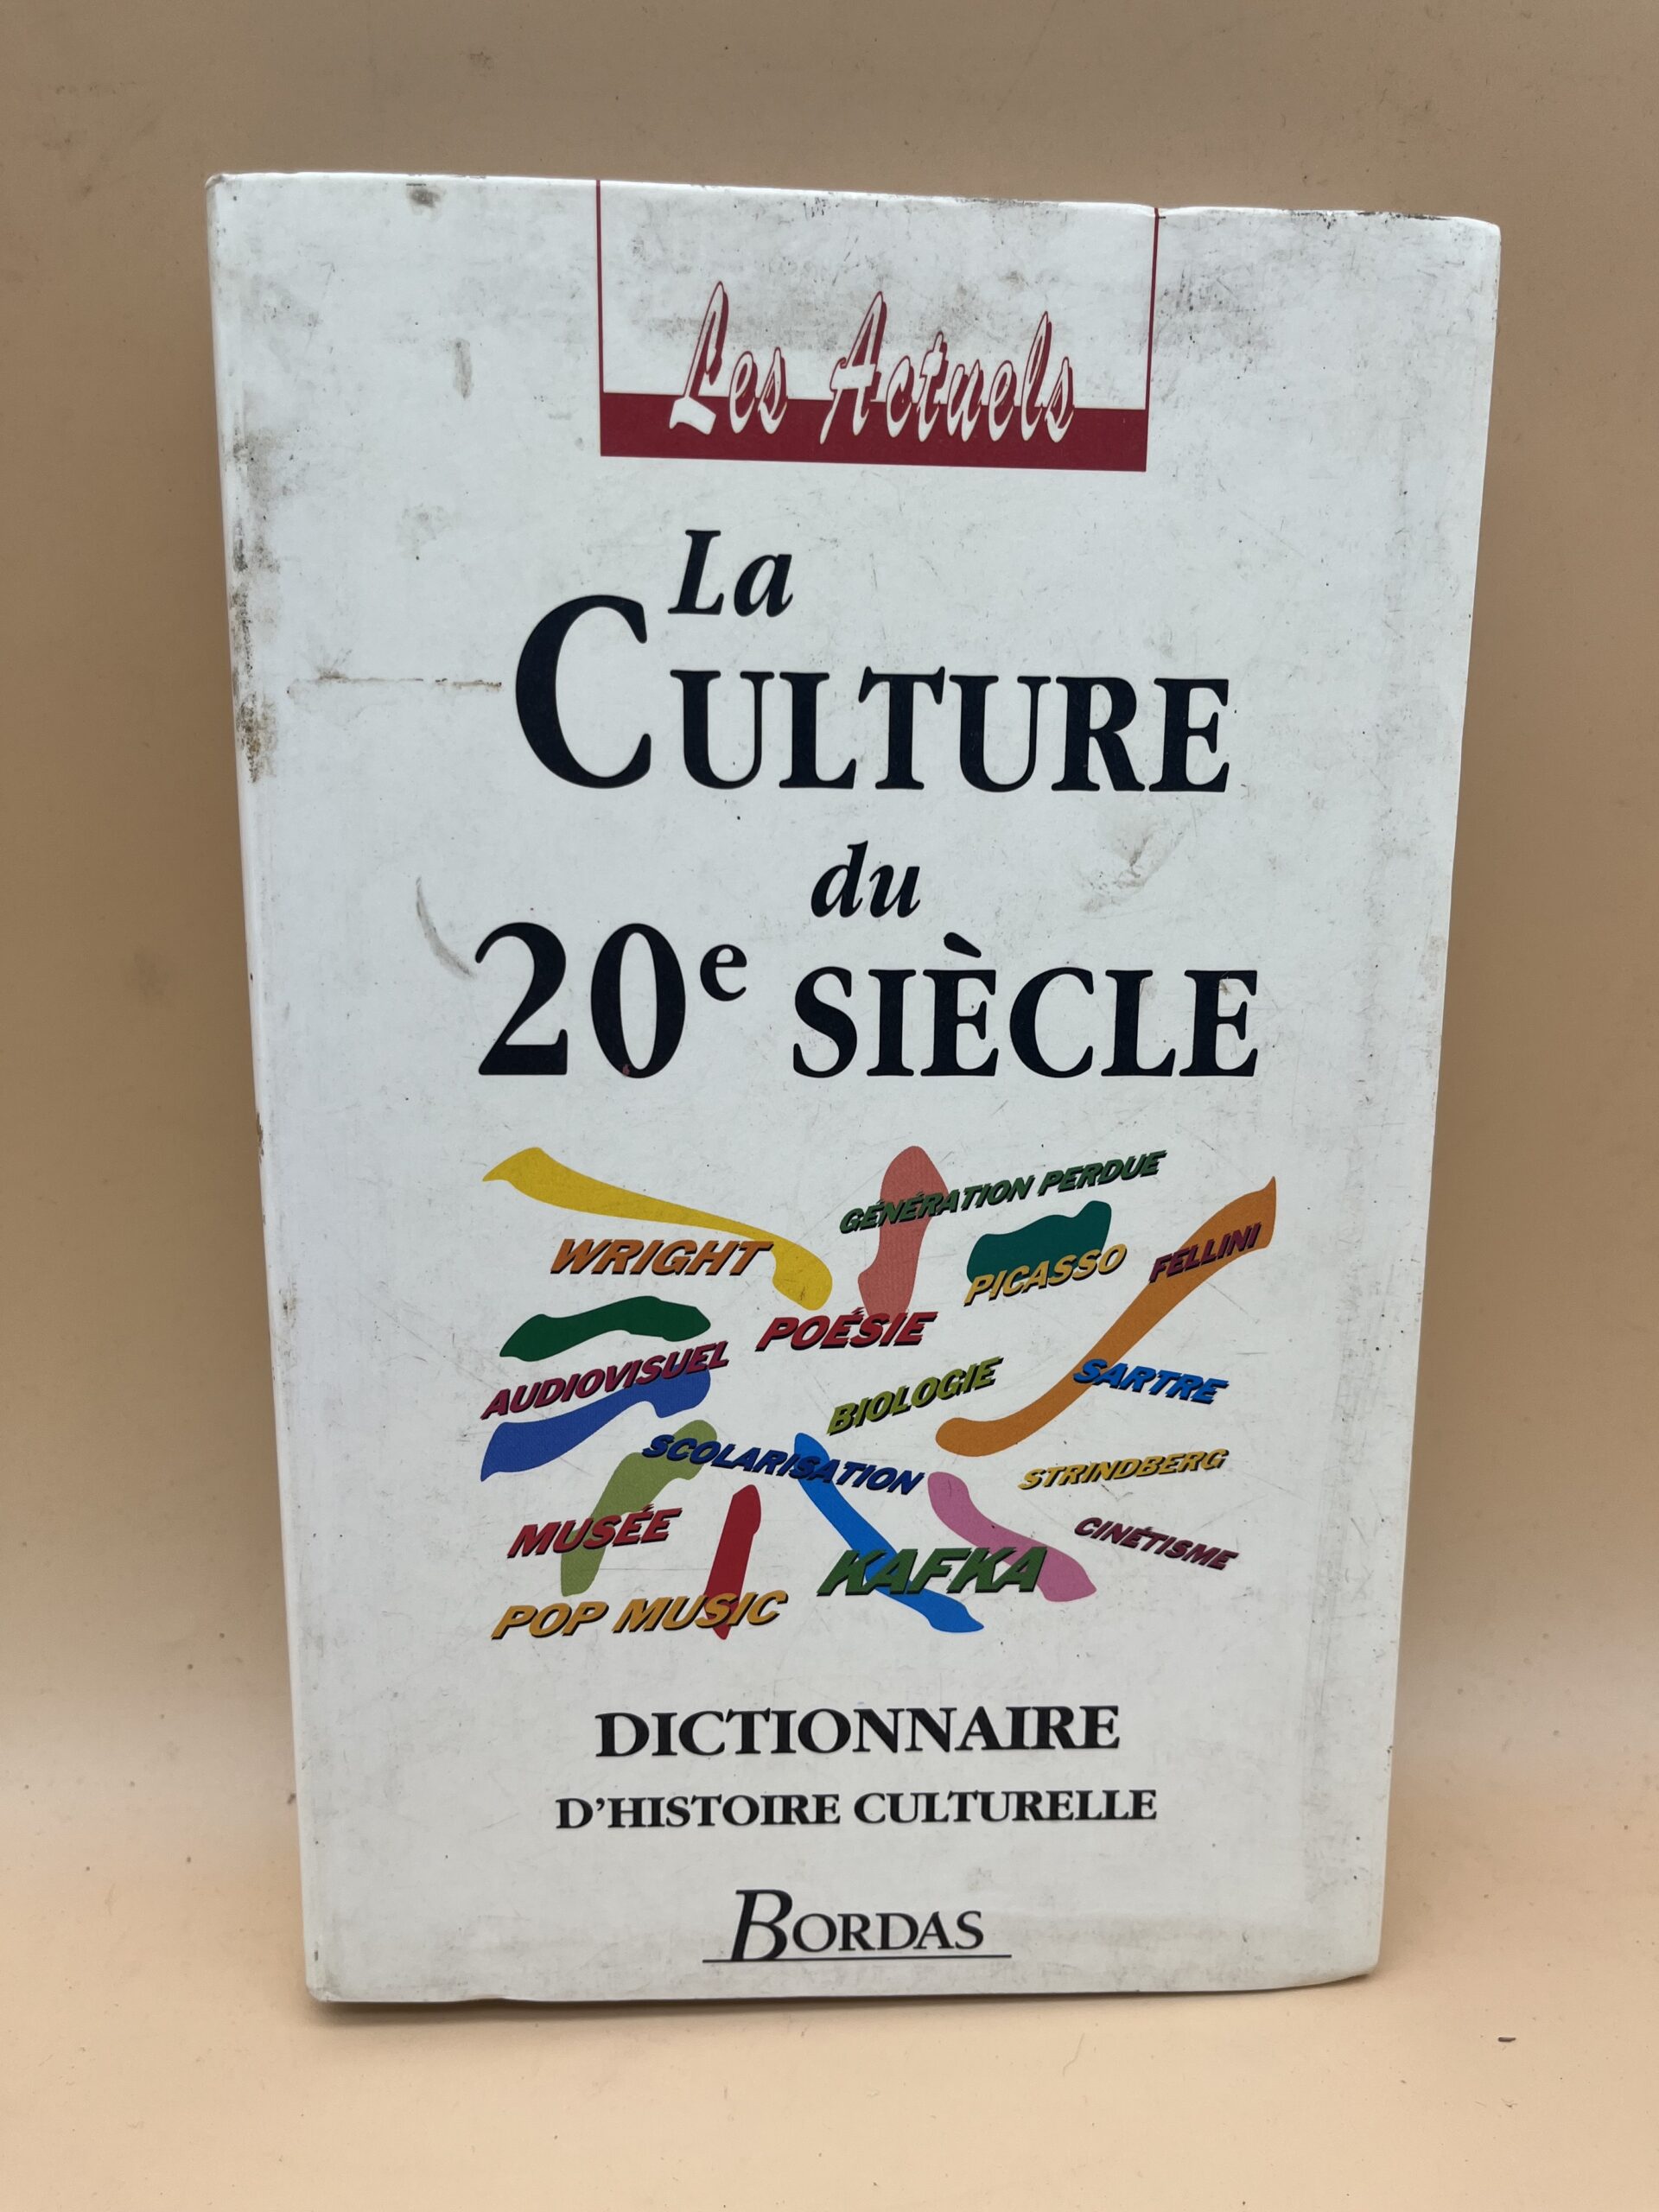 Les Actuels
La
CULTURE
du
20e SIÈCLE
GÉNÉRATION PERDUE
WRIGHT
PICASSO
FELLINI
POÉSIE
AUDIOVISUEL
BIOLOGIE
SARTRE
SCOLARISATION
STRINDBERG
MUSÉE
CINÉTISME
KAFKA
POP MUSIC
DICTIONNAIRE
D'HISTOIRE CULTURELLE
BORDAS